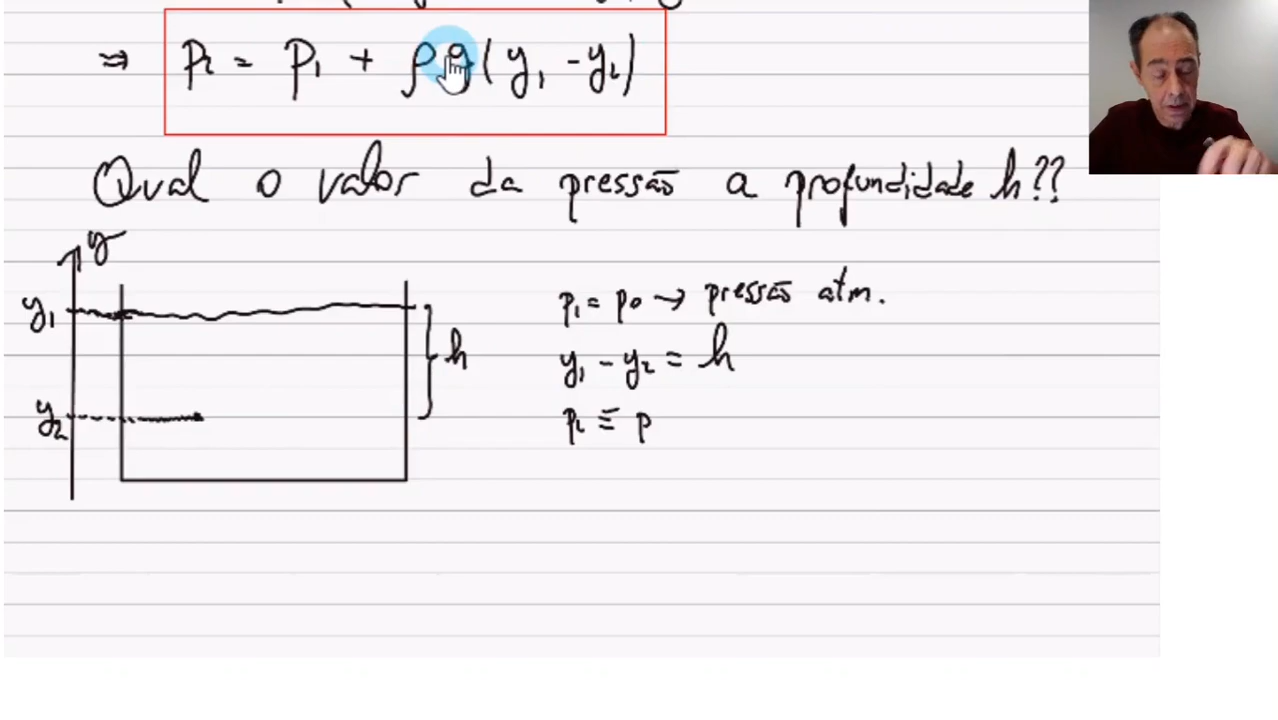 ⇒ p₂ = p₁ + ρg(y₁ - y₂)
Qual o valor da pressão a profundidade h??
y
y₁
h
y₂
p₁ = p₀ → pressão atm.
y₁ - y₂ = h
p₂ ≡ p